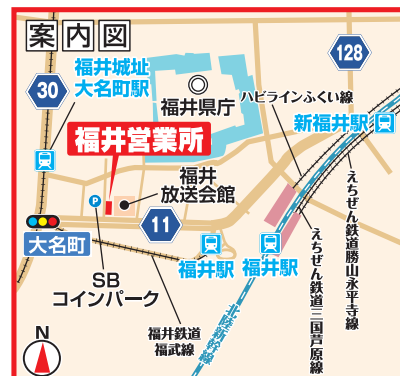 案内図
128
30
福井城址
大名町駅
福井県庁
ハピラインふくい線
新福井駅
福井営業所
福井
放送会館
P
11
大名町
SB
コインパーク
福井駅
福井駅
えちぜん鉄道勝山永平寺線
えちぜん鉄道三国芦原線
福井鉄道
福武線
北陸新幹線
N